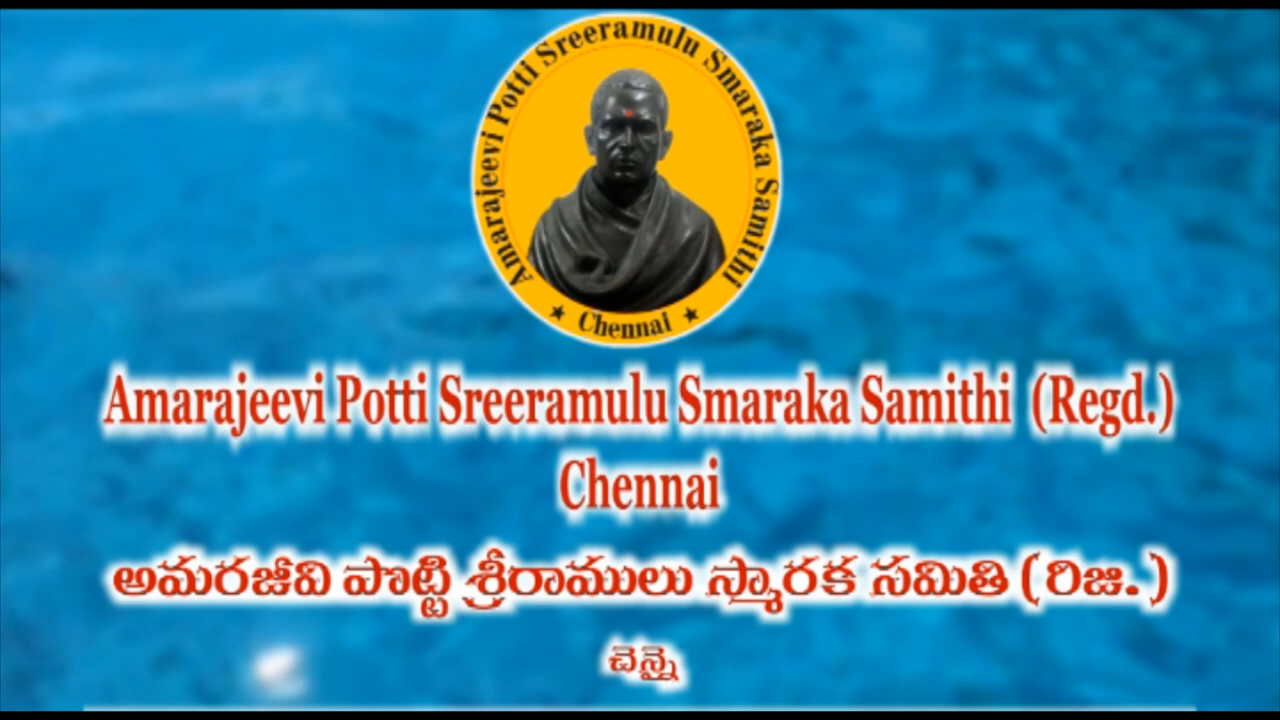 Amarajeevi Potti Sreeramulu Smaraka Samithi
★ Chennai ★
Amarajeevi Potti Sreeramulu Smaraka Samithi (Regd.)
Chennai
అమరజీవి పొట్టి శ్రీరాములు స్మారక సమితి ( రిజి. )
చెన్నై